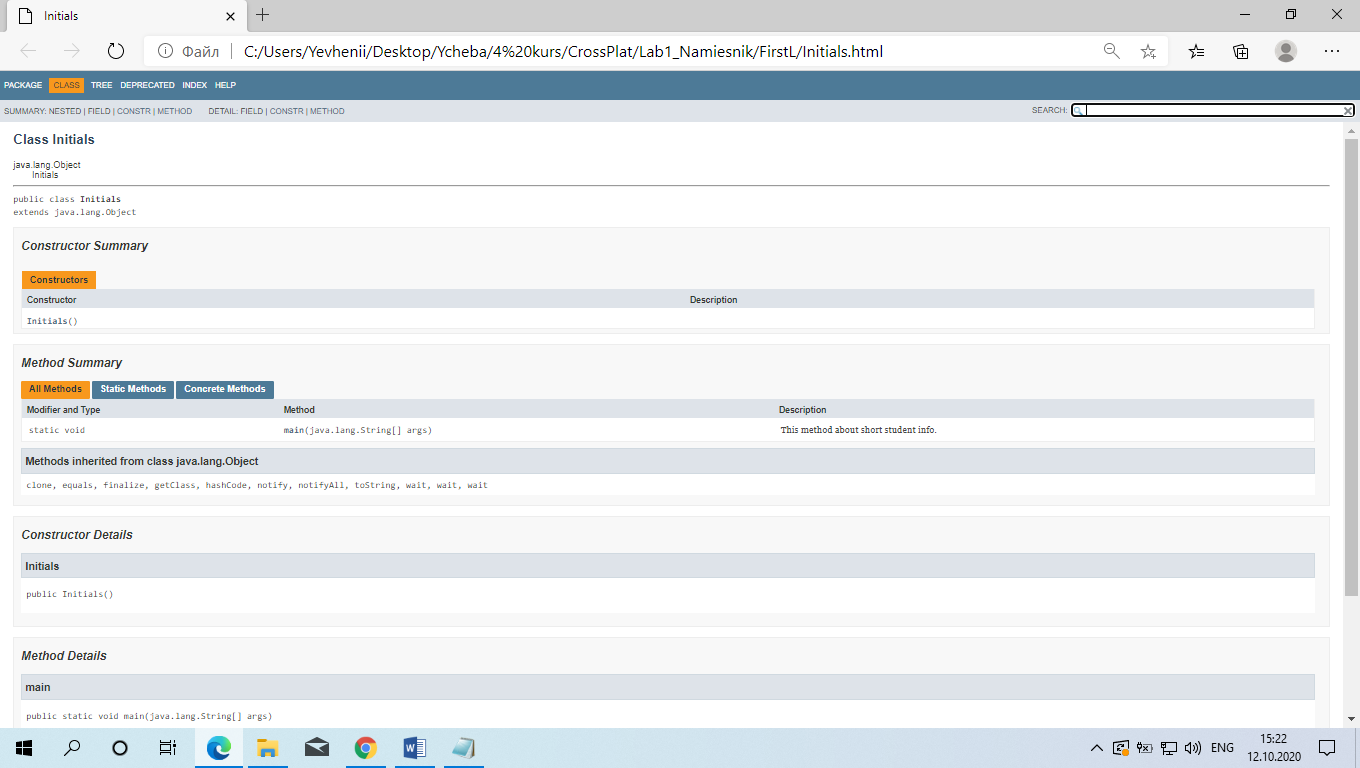 Initials
Файл C:/Users/Yevhenii/Desktop/Ycheba/4%20kurs/CrossPlat/Lab1_Namiesnik/FirstL/Initials.html
PACKAGE CLASS TREE DEPRECATED INDEX HELP
SUMMARY: NESTED | FIELD | CONSTR | METHOD DETAIL: FIELD | CONSTR | METHOD SEARCH:
Class Initials
java.lang.Object
Initials
public class Initials
extends java.lang.Object
Constructor Summary
Constructors
Constructor Description
Initials()
Method Summary
All Methods Static Methods Concrete Methods
Modifier and Type Method Description
static void main(java.lang.String[] args) This method about short student info.
Methods inherited from class java.lang.Object
clone, equals, finalize, getClass, hashCode, notify, notifyAll, toString, wait, wait, wait
Constructor Details
Initials
public Initials()
Method Details
main
public static void main(java.lang.String[] args)
ENG 15:22
12.10.2020